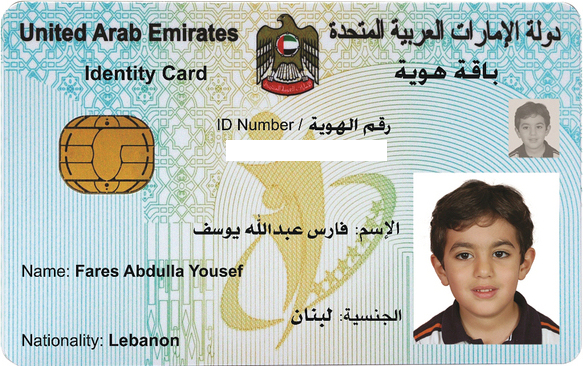 United Arab Emirates دولة الإمارات العربية المتحدة
Identity Card باقة هوية
ID Number / رقم الهوية
الإسم: فارس عبدالله يوسف
Name: Fares Abdulla Yousef
الجنسية: لبنان
Nationality: Lebanon